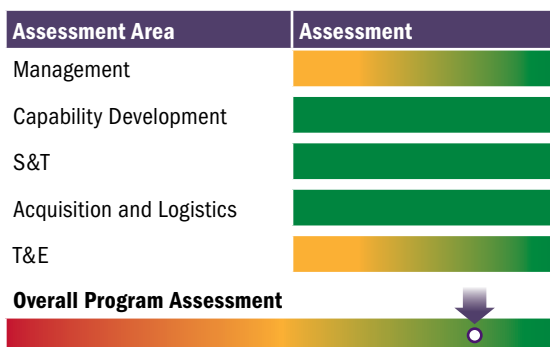 Assessment Area Assessment
Management
Capability Development
S&T
Acquisition and Logistics
T&E
Overall Program Assessment